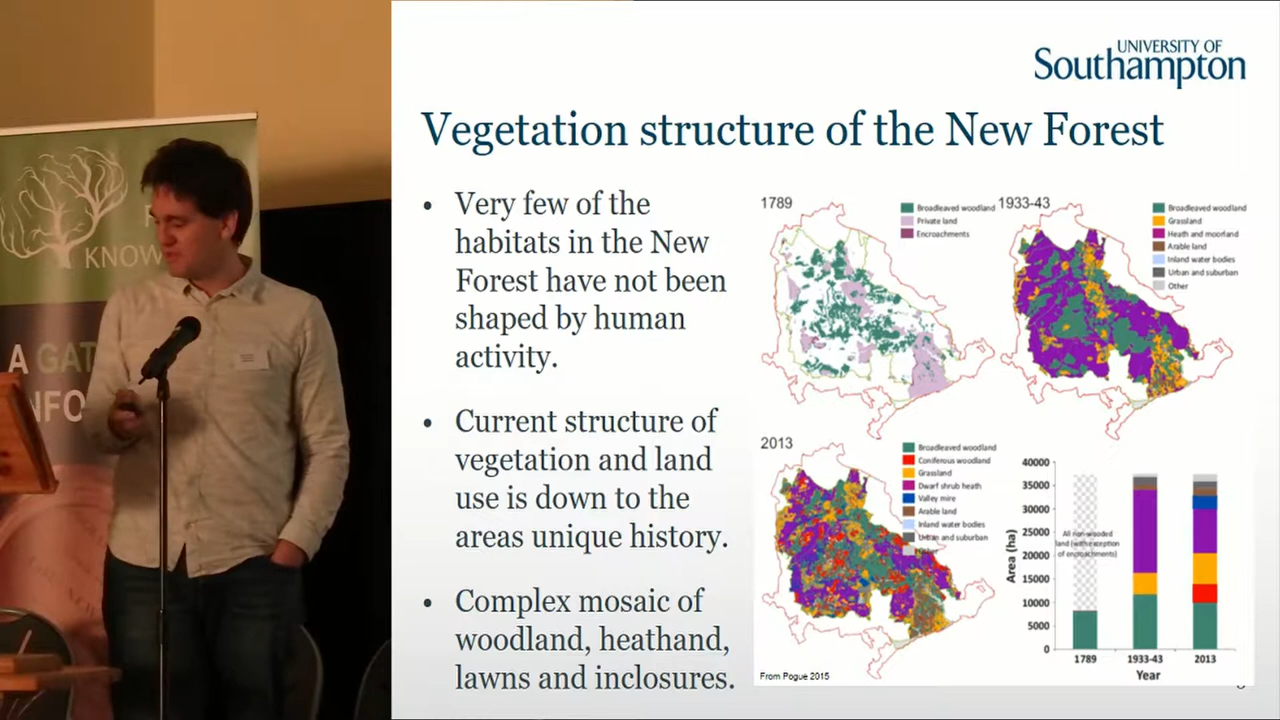 KNOW
A GAT
NFO
UNIVERSITY OF
Southampton
Vegetation structure of the New Forest
• Very few of the
habitats in the New
Forest have not been
shaped by human
activity.
• Current structure of
vegetation and land
use is down to the
areas unique history.
• Complex mosaic of
woodland, heathand,
lawns and inclosures.
1789
Broadleaved woodland
Private land
Encroachments
1933-43
Broadleaved woodland
Grassland
Heath and moorland
Arable land
Inland water bodies
Urban and suburban
Other
2013
Broadleaved woodland
Coniferous woodland
Grassland
Dwarf shrub heath
Valley mire
Arable land
Inland water bodies
Urban and suburban
Other
40000
35000
30000
25000
20000
15000
10000
5000
0
Area (ha)
All non-wooded
land (with exception
of encroachments)
1789 1933-43 2013
Year
From Pogue 2015